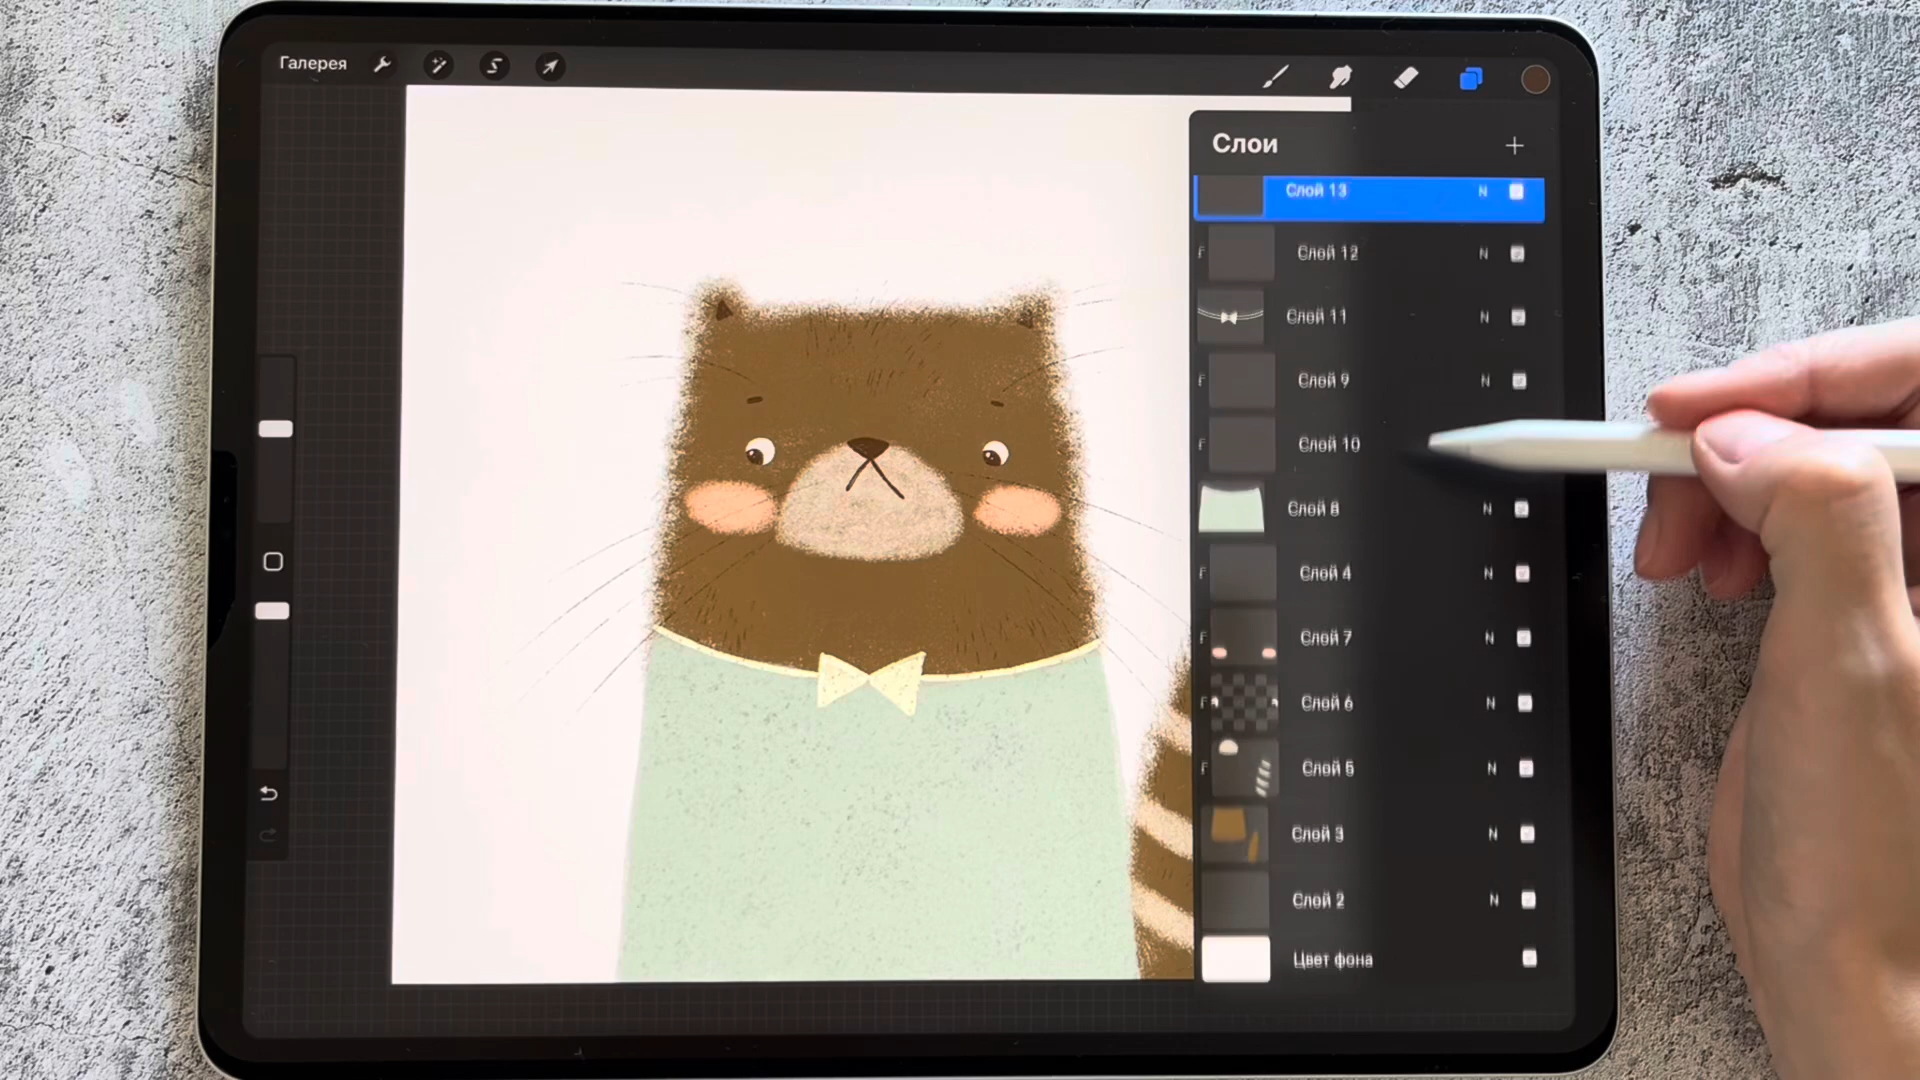 Галерея
Слои
Слой 13 N
Слой 12 N
Слой 11 N
Слой 9 N
Слой 10
Слой 8 N
Слой 4 N
Слой 7 N
Слой 6 N
Слой 5 N
Слой 3 N
Слой 2 N
Цвет фона